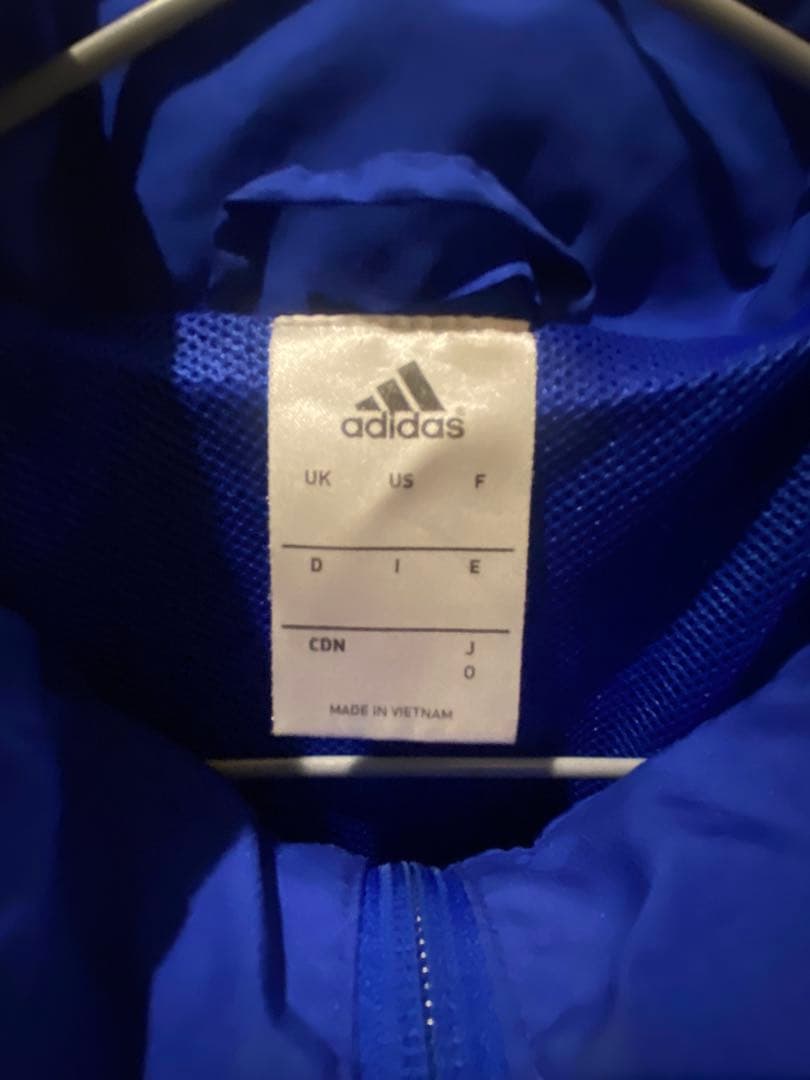 adidas
UK US F
D I E
CDN J
O
MADE IN VIETNAM